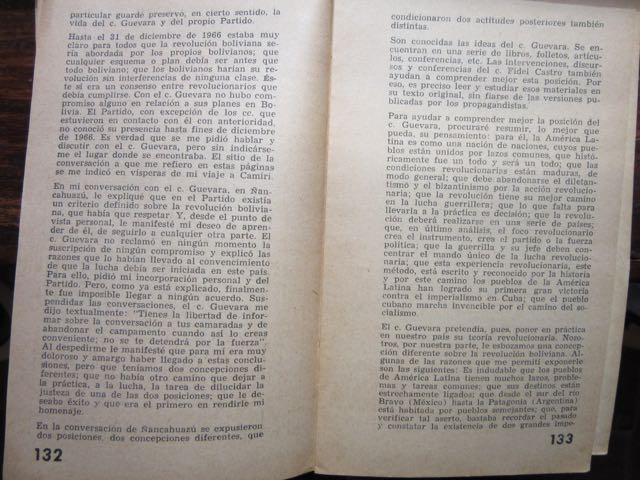 particular guardé preservó, en cierto sentido, la
vida del c. Guevara y del propio Partido.
Hasta el 31 de diciembre de 1966 estaba muy
claro para todos que la revolución boliviana se-
ría abordada por los propios bolivianos; que
cualquier esquema o plan debía ser antes que
todo boliviano; que los bolivianos harían su re-
volución sin interferencias de ninguna clase. És-
te sí era un consenso entre revolucionarios que
debía cumplirse. Con el c. Guevara no hubo com-
promiso alguno en relación a sus planes en Bo-
livia. El Partido, con excepción de los cc. que
estuvieron en contacto con él con anterioridad,
no conoció su presencia hasta fines de diciembre
de 1966. Es verdad que se me pidió hablar y
discutir con el c. Guevara, pero sin indicárse-
me el lugar donde se encontraba. El sitio de la
conversación a que me refiero en estas páginas
se me indicó en vísperas de mi viaje a Camiri.
En mi conversación con el c. Guevara, en Ñan-
cahuazú, le expliqué que en el Partido existía
un criterio definido sobre la revolución bolivia-
na, que había que respetar. Y, desde el punto
de vista personal, le manifesté mi deseo de apren-
der de él, de seguirlo a cualquier otra parte. El
c. Guevara no reclamó en ningún momento la
suscripción de ningún compromiso y explicó las
razones que lo habían llevado al convencimiento
de que la lucha debía ser iniciada en este país.
Para ello, pidió mi incorporación personal y del
Partido. Pero, como ya está explicado, finalmen-
te fue imposible llegar a ningún acuerdo. Sus-
pendidas las conversaciones, el c. Guevara me
dijo textualmente: "Tienes la libertad de infor-
mar sobre la conversación a tus camaradas y de
abandonar el campamento cuando así lo creas
conveniente; no se te detendrá por la fuerza".
Al despedirme le manifesté que para mí era muy
doloroso y amargo haber llegado a estas conclu-
siones, pero que teníamos dos concepciones di-
ferentes; que no había otro camino que dejar a
la práctica, a la lucha, la tarea de dilucidar la
justeza de una de las dos posiciones; que le de-
seaba éxito y que era el primero en rendirle mi
homenaje.
En la conversación de Ñancahuazú se expusieron
dos posiciones, dos concepciones diferentes, que
132
condicionaron dos actitudes posteriores también
distintas.
Son conocidas las ideas del c. Guevara. Se en-
cuentran en una serie de libros, folletos, artícu-
los, conferencias, etc. Las intervenciones, discur-
sos y conferencias del c. Fidel Castro también
ayudan a comprender mejor esta posición. Por
eso, es preciso leer y estudiar esos materiales en
su texto original, sin fiarse de las versiones pu-
blicadas por los propagandistas.
Para ayudar a comprender mejor la posición del
c. Guevara, procuraré resumir, lo mejor que
pueda, su pensamiento: para él, la América La-
tina es como una nación de naciones, cuyos pue-
blos están unidos por lazos comunes, que histó-
ricamente fue un todo y será un todo; que las
condiciones revolucionarias están maduras, de
modo general; que debe abandonarse el diletan-
tismo y el bizantinismo por la acción revolucio-
naria; que la revolución tiene su mejor camino
en la lucha guerrillera; que lo que falta para
llevarla a la práctica es decisión; que la revolu-
ción deberá realizarse en una serie de países;
que, en último análisis, el foco revolucionario
crea el instrumento, crea el partido o la fuerza
política; que la guerrilla y su jefe deben con-
centrar el mando único de la lucha revolucio-
naria; que esta experiencia revolucionaria, este
método, está escrito y reconocido por la historia
y por este camino los pueblos de la América
Latina han logrado su primera gran victoria
contra el imperialismo en Cuba; que el pueblo
cubano marcha invencible por el camino del so-
cialismo.
El c. Guevara pretendía, pues, poner en práctica
en nuestro país su teoría revolucionaria. Noso-
tros, por nuestra parte, le esbozamos una concep-
ción diferente sobre la revolución boliviana. Al-
gunas de las razones que me permití exponerle
son las siguientes: Es indudable que los pueblos
de América Latina tienen muchos lazos, proble-
mas y tareas comunes; que sus destinos están
estrechamente ligados; que desde el sur del río
Bravo (México) hasta la Patagonia (Argentina)
está habitada por pueblos semejantes; que, para
verificar tal aserto, bastaba recordar el pasado
y constatar la existencia de dos grandes impe-
133